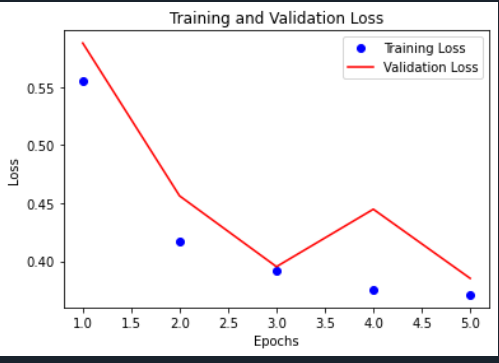 Training and Validation Loss
Training Loss
Validation Loss
0.55
0.50
0.45
0.40
Loss
1.0 1.5 2.0 2.5 3.0 3.5 4.0 4.5 5.0
Epochs